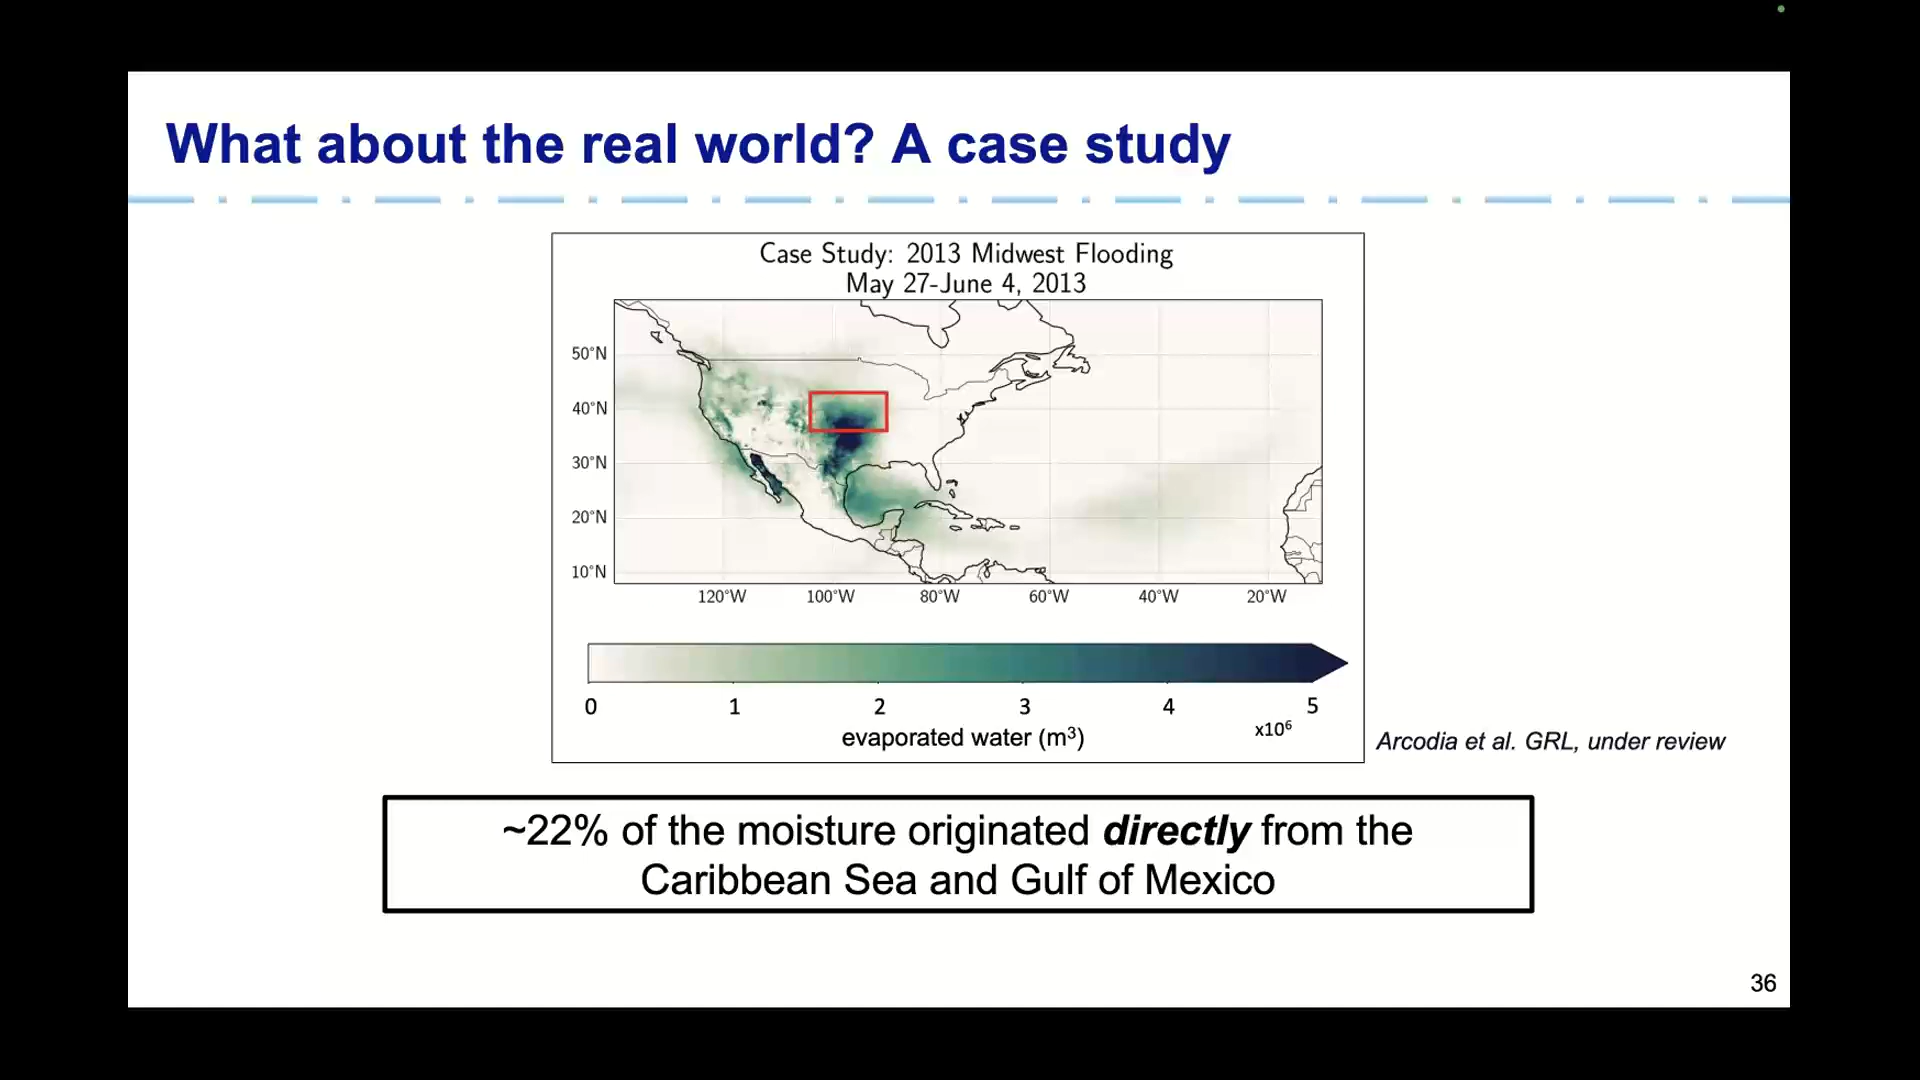 What about the real world? A case study
Case Study: 2013 Midwest Flooding
May 27-June 4, 2013
50°N
40°N
30°N
20°N
10°N
120°W 100°W 80°W 60°W 40°W 20°W
0 1 2 3 4 5
x10⁶
evaporated water (m³)
Arcodia et al. GRL, under review
~22% of the moisture originated directly from the
Caribbean Sea and Gulf of Mexico
36